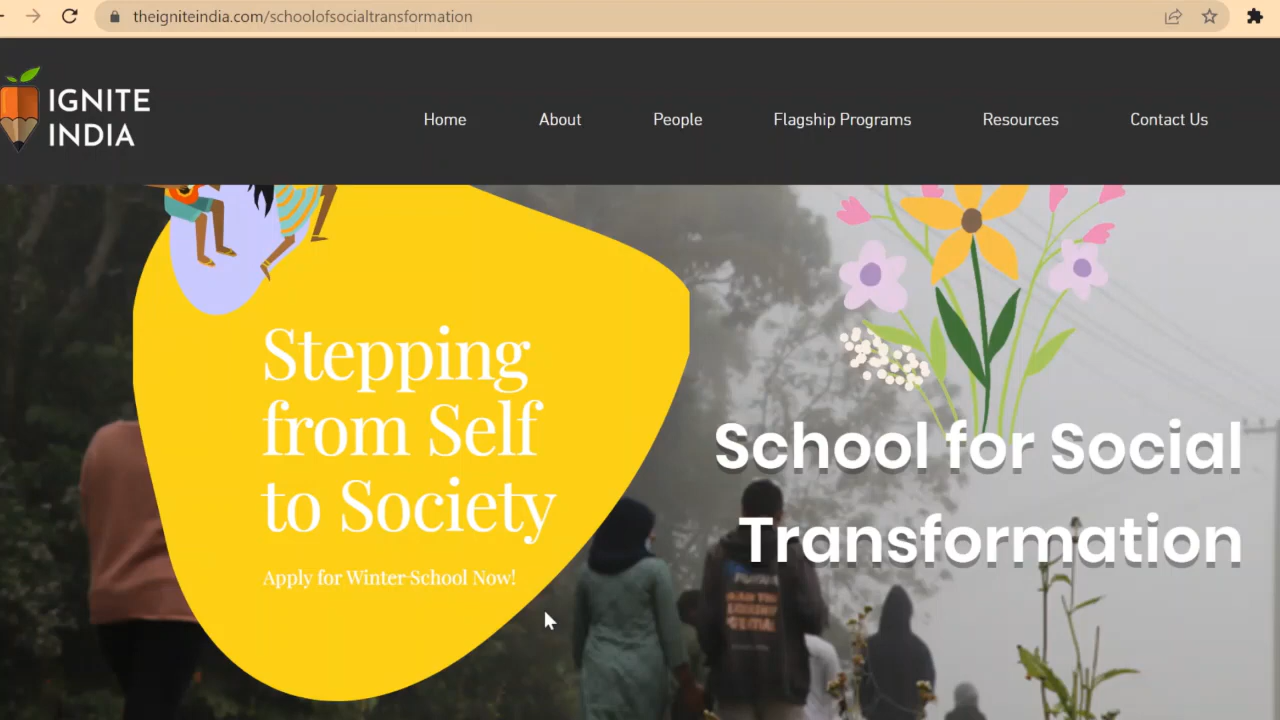 theigniteindia.com/schoolofsocialtransformation
IGNITE
INDIA
Home
About
People
Flagship Programs
Resources
Contact Us
Stepping
from Self
to Society
Apply for Winter School Now!
School for Social
Transformation